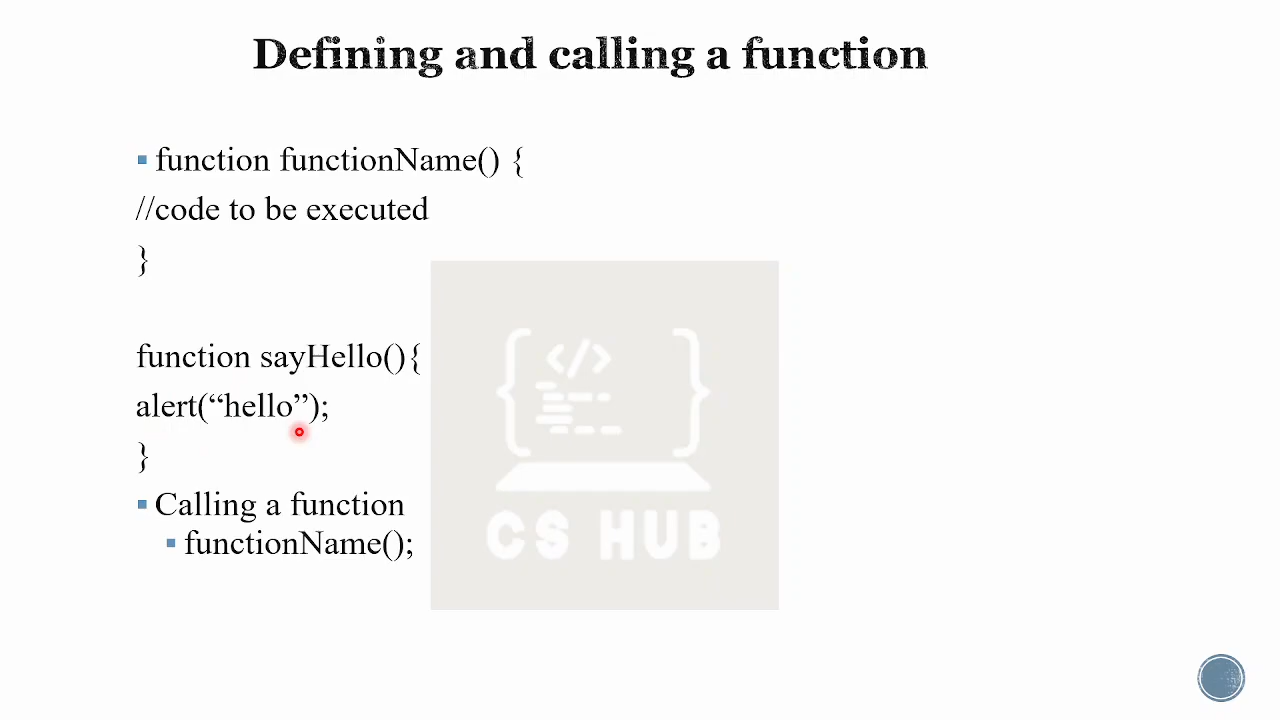 Defining and calling a function
function functionName() {
//code to be executed
}
function sayHello(){
alert(“hello”);
}
Calling a function
functionName();
</>
CS HUB